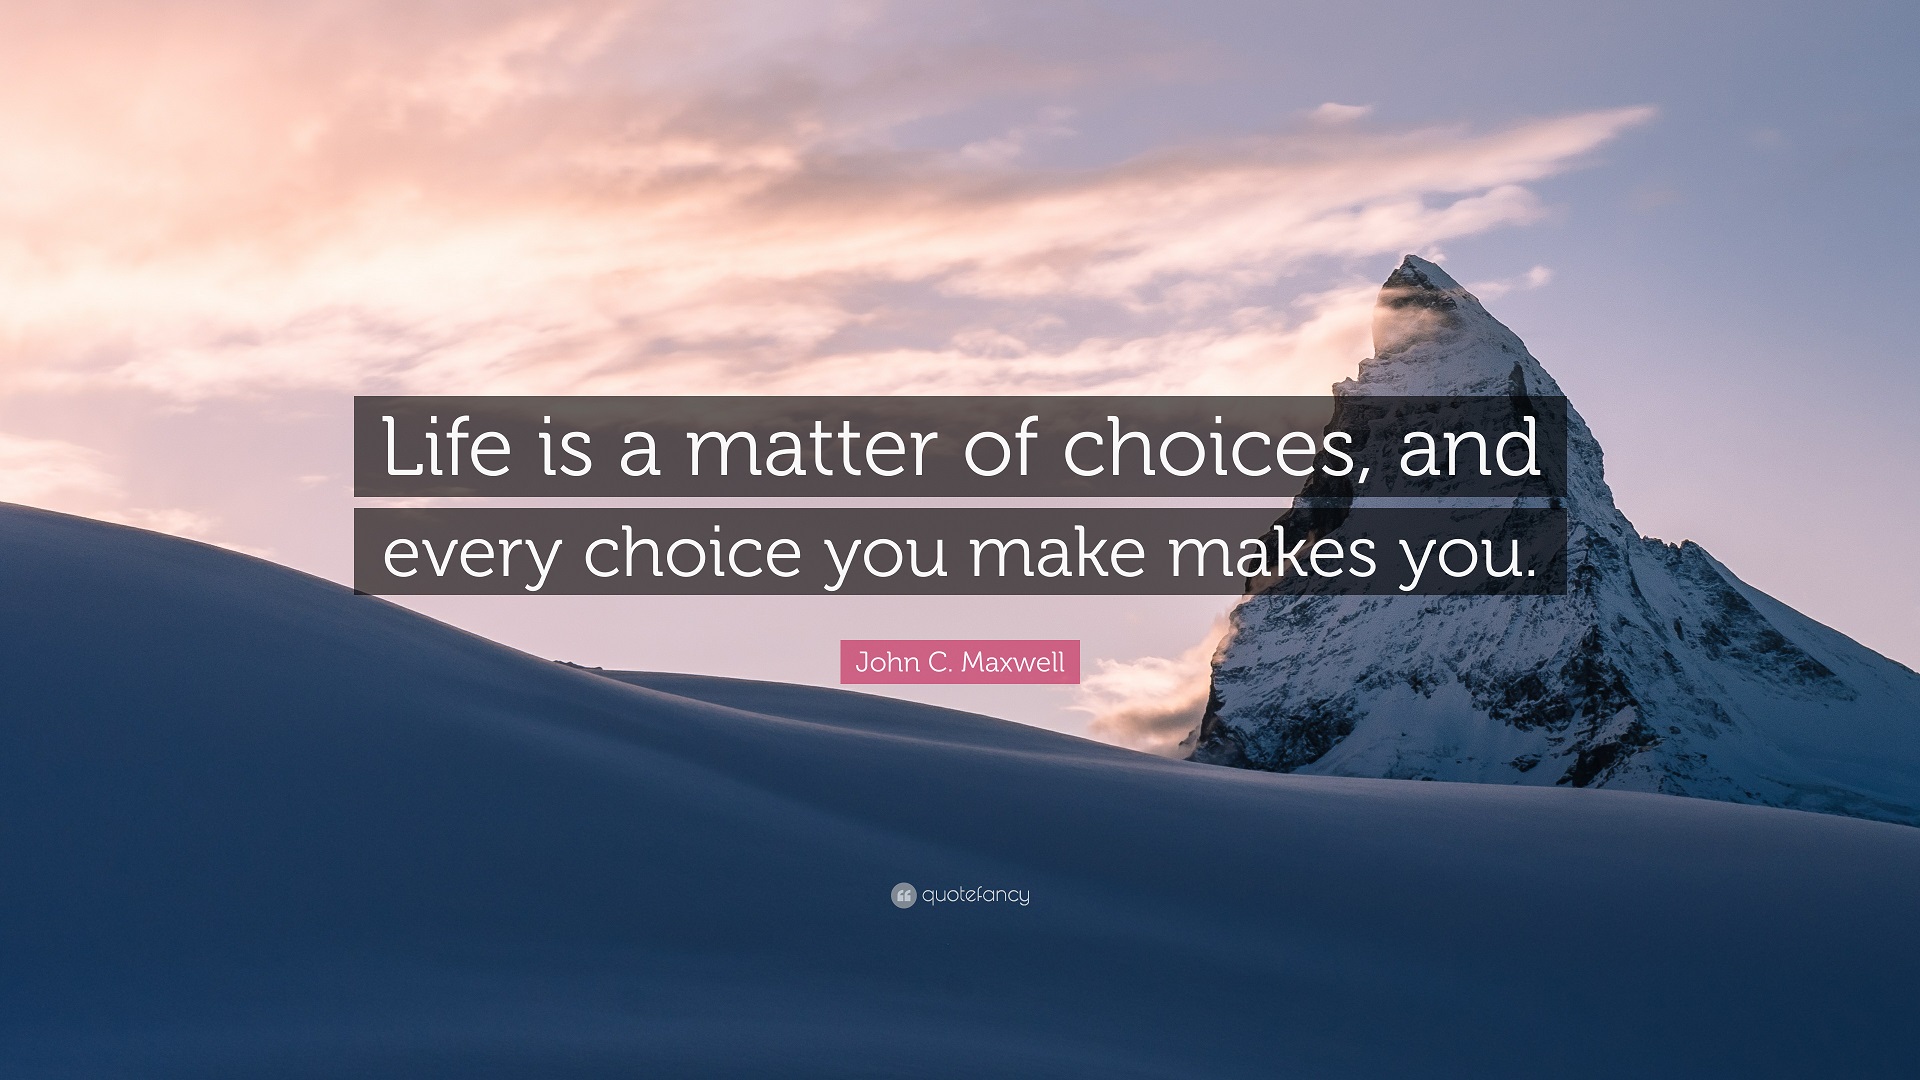 Life is a matter of choices, and
every choice you make makes you.
John C. Maxwell
quotefancy